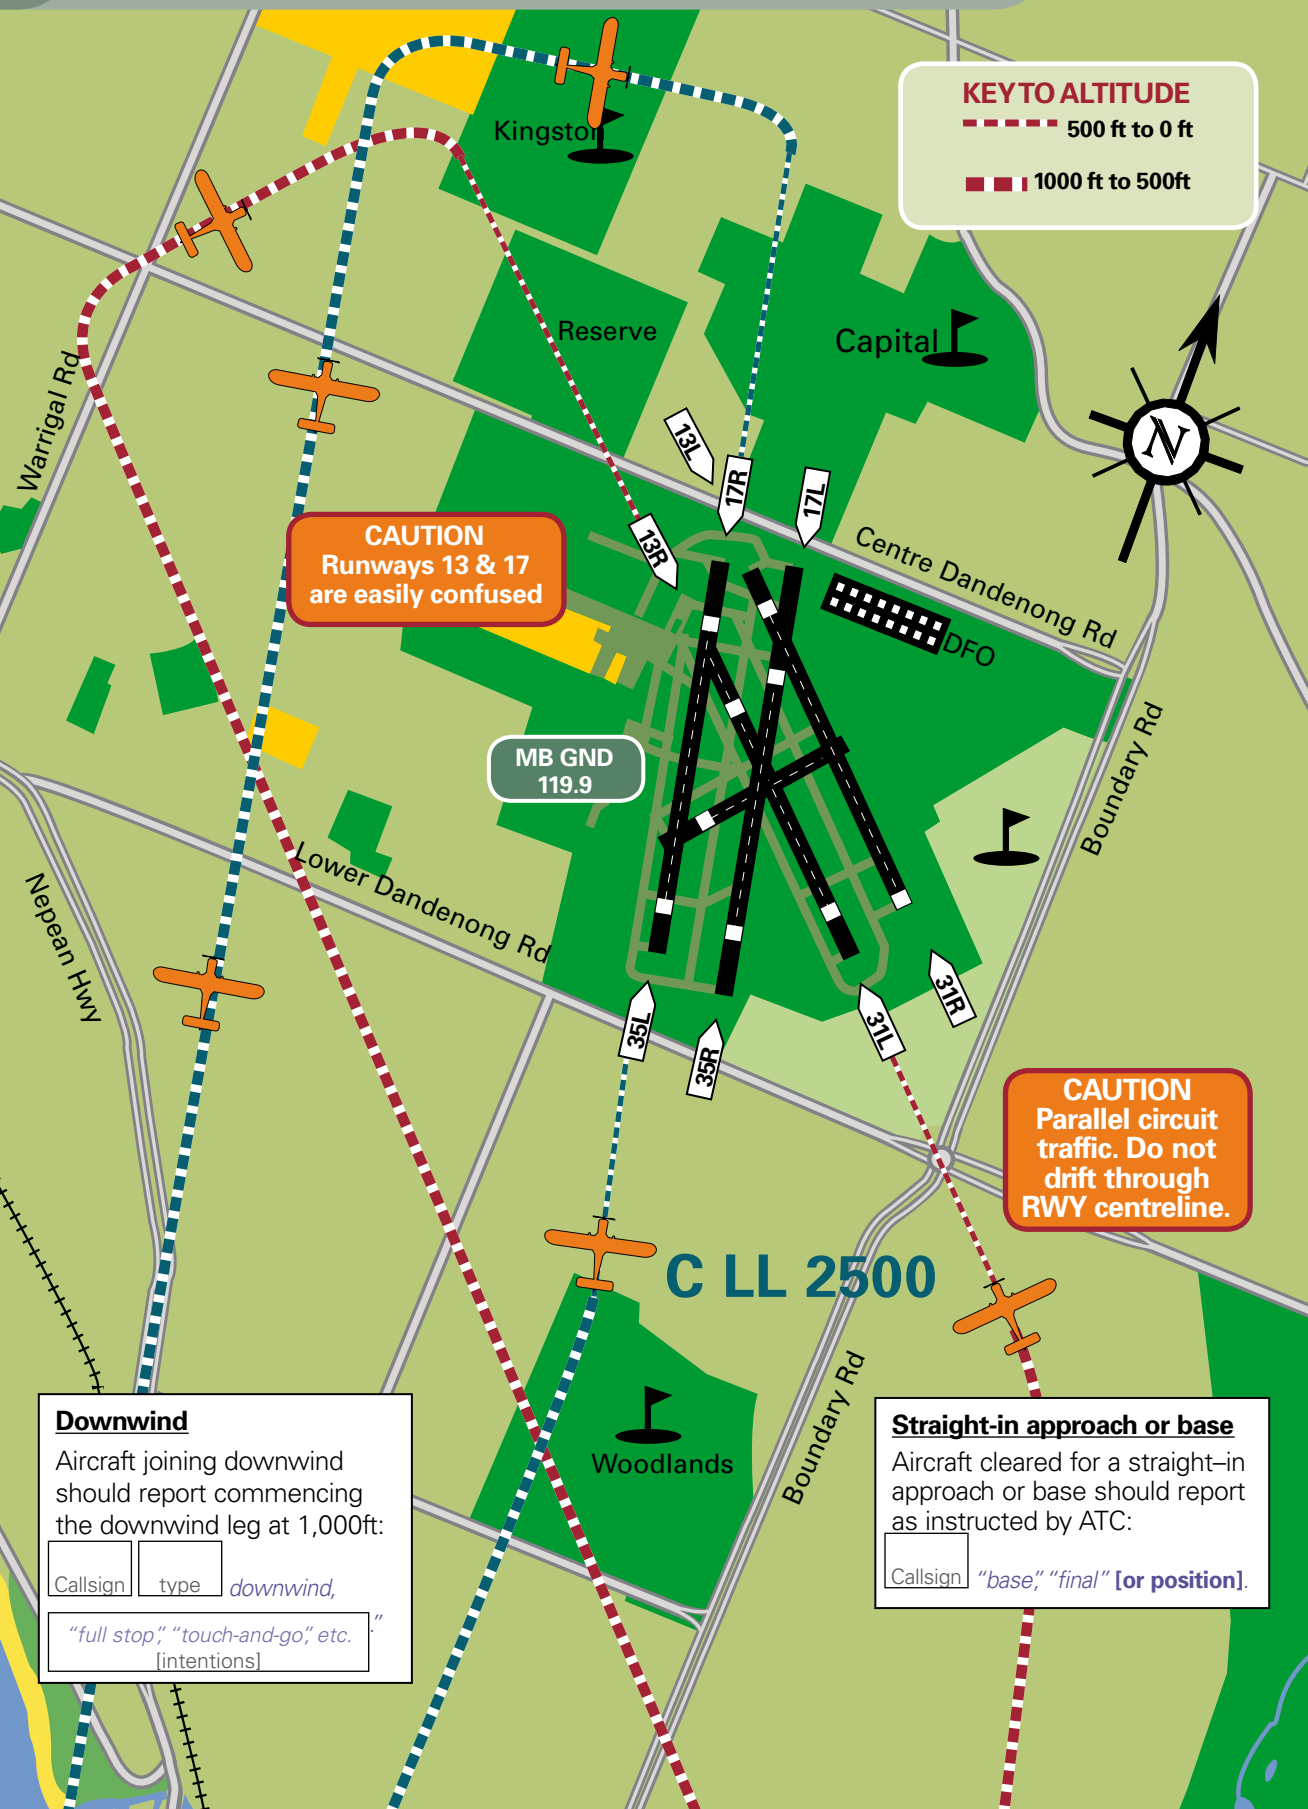 KEY TO ALTITUDE
500 ft to 0 ft
1000 ft to 500ft
Kingston
Reserve
Capital
N
Warrigal Rd
13L
17R
17L
13R
CAUTION
Runways 13 & 17
are easily confused
Centre Dandenong Rd
DFO
MB GND
119.9
Boundary Rd
Lower Dandenong Rd
Nepean Hwy
35L
35R
31L
31R
CAUTION
Parallel circuit
traffic. Do not
drift through
RWY centreline.
C LL 2500
Boundary Rd
Woodlands
Downwind
Aircraft joining downwind
should report commencing
the downwind leg at 1,000ft:
Callsign type downwind,
“full stop”, “touch-and-go”, etc. .”
[intentions]
Straight-in approach or base
Aircraft cleared for a straight–in
approach or base should report
as instructed by ATC:
Callsign “base”, “final” [or position].